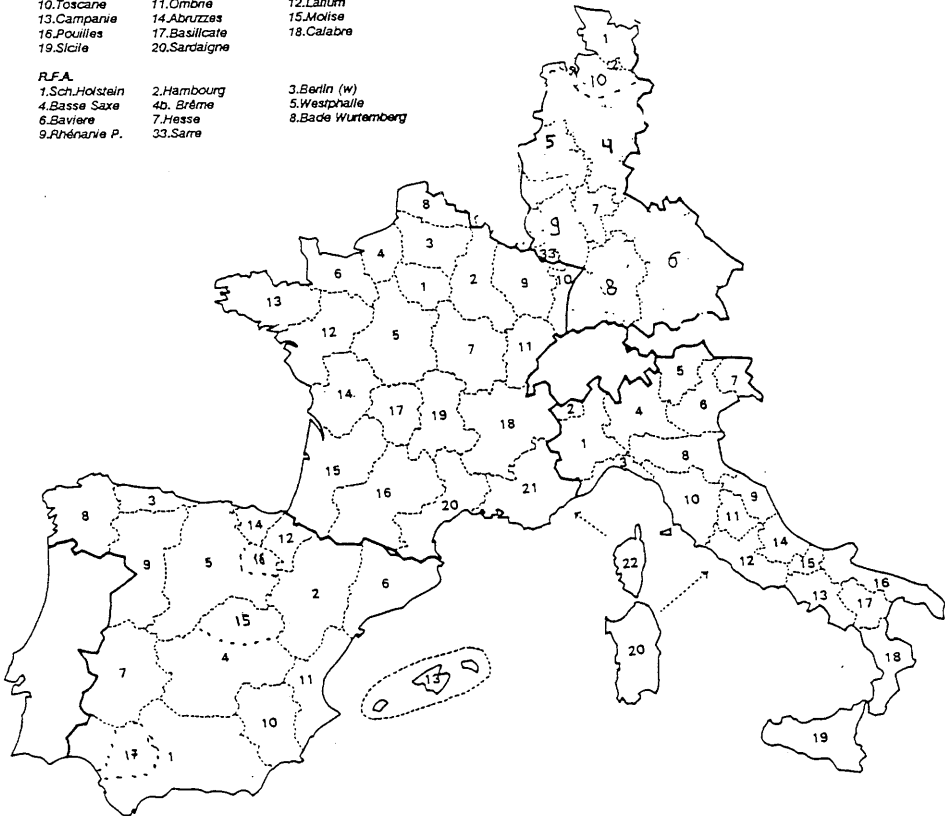 10.Toscane 11.Ombrie 12.Latium
13.Campanie 14.Abruzzes 15.Molise
16.Pouilles 17.Basilicate 18.Calabre
19.Sicile 20.Sardaigne
R.F.A.
1.Sch.Holstein 2.Hambourg 3.Berlin (w)
4.Basse Saxe 4b. Brême 5.Westphalie
6.Baviere 7.Hesse 8.Bade Wurtemberg
9.Rhénanie P. 33.Sarre
1
2
10
5 4
7
8
9
3
33
4
6
6 1 2 9 10 8
13
12 5
7 11
5 7
14
2 6
17 19 4
18
1
15 8
16 20 21
3
3 10 9
8 14 11
12 14
9 5 18 22 12 15
2 6 16
13 17
15
20
4 18
7 11 13
10
19
17 1